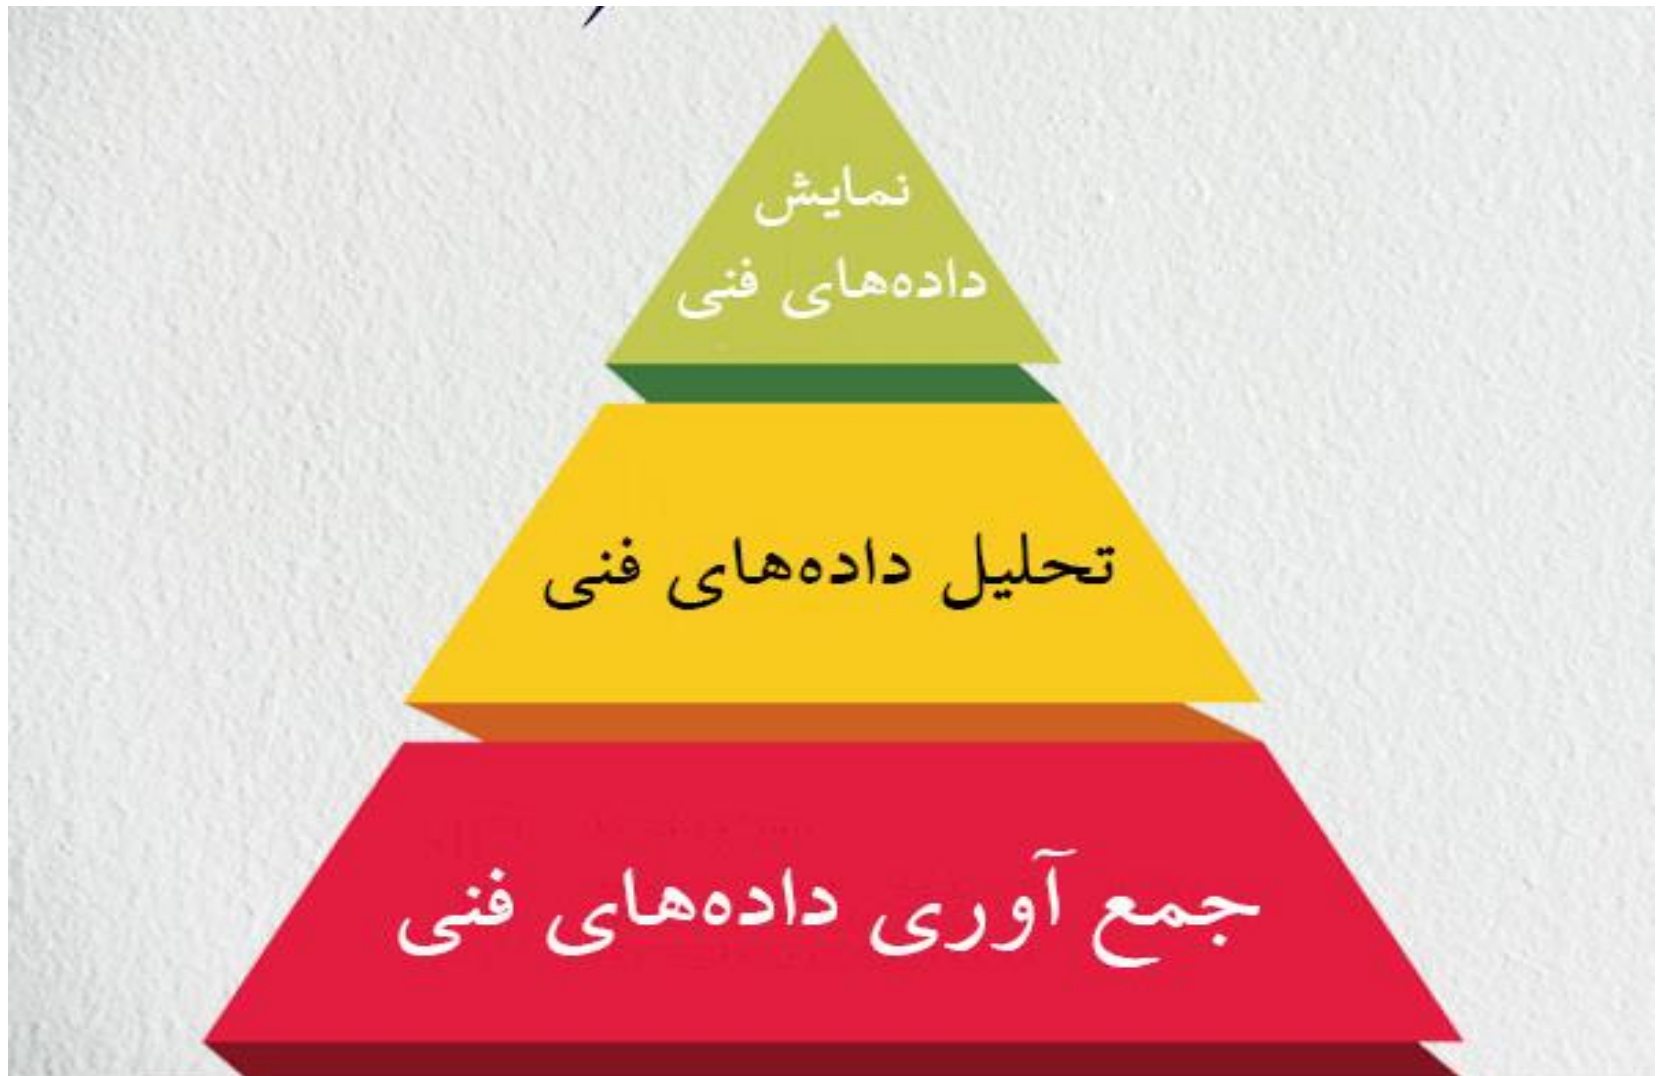 نمایش
داده‌های فنی
تحلیل داده‌های فنی
جمع آوری داده‌های فنی